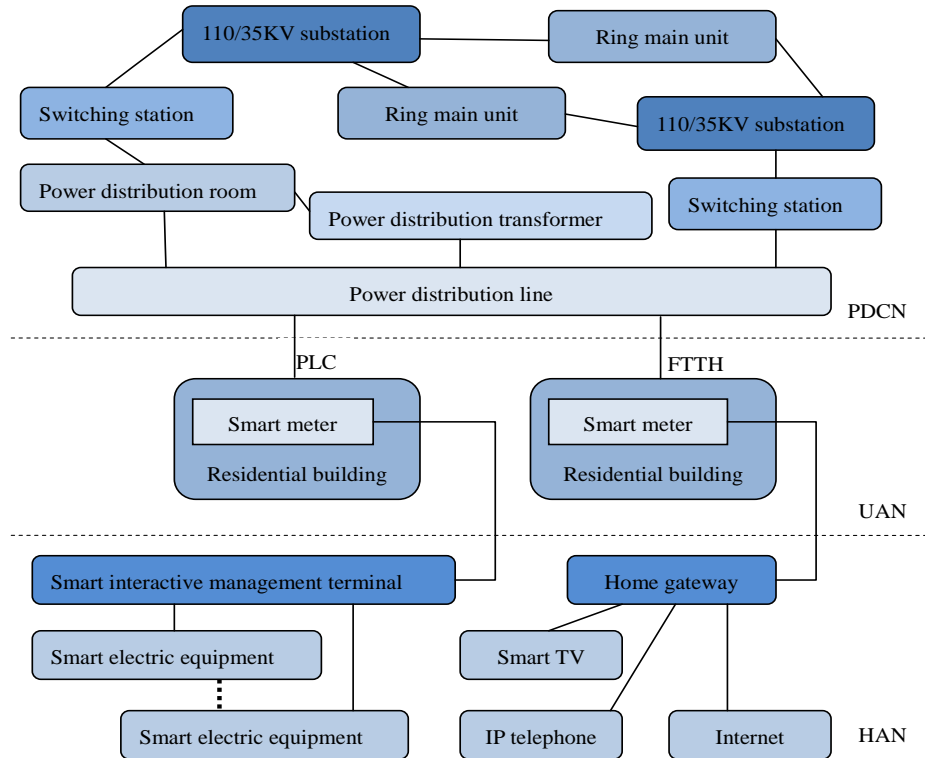 110/35KV substation
Ring main unit
Switching station
Ring main unit
110/35KV substation
Power distribution room
Power distribution transformer
Switching station
Power distribution line
PDCN
PLC
FTTH
Smart meter
Smart meter
Residential building
Residential building
UAN
Smart interactive management terminal
Home gateway
Smart electric equipment
Smart TV
Smart electric equipment
IP telephone
Internet
HAN